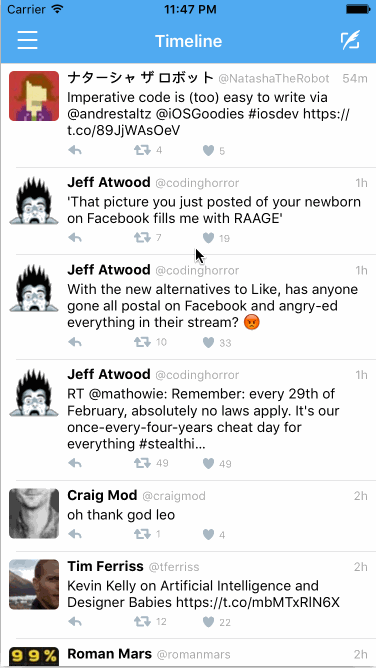 Carrier 11:47 PM
Timeline
ナターシャ ザ ロボット @NatashaTheRobot 54m
Imperative code is (too) easy to write via
@andrestaltz @iOSGoodies #iosdev https://
t.co/89JjWAsOeV
4 5
Jeff Atwood @codinghorror 1h
'That picture you just posted of your newborn
on Facebook fills me with RAAGE'
7 19
Jeff Atwood @codinghorror 1h
With the new alternatives to Like, has anyone
gone all postal on Facebook and angry-ed
everything in their stream? 😡
10 33
Jeff Atwood @codinghorror 1h
RT @mathowie: Remember: every 29th of
February, absolutely no laws apply. It's our
once-every-four-years cheat day for
everything #stealthi...
49 49
Craig Mod @craigmod 2h
oh thank god leo
1 4
Tim Ferriss @tferriss 2h
Kevin Kelly on Artificial Intelligence and
Designer Babies https://t.co/mbMTxRlN6X
12 22
99% Roman Mars @romanmars 2h